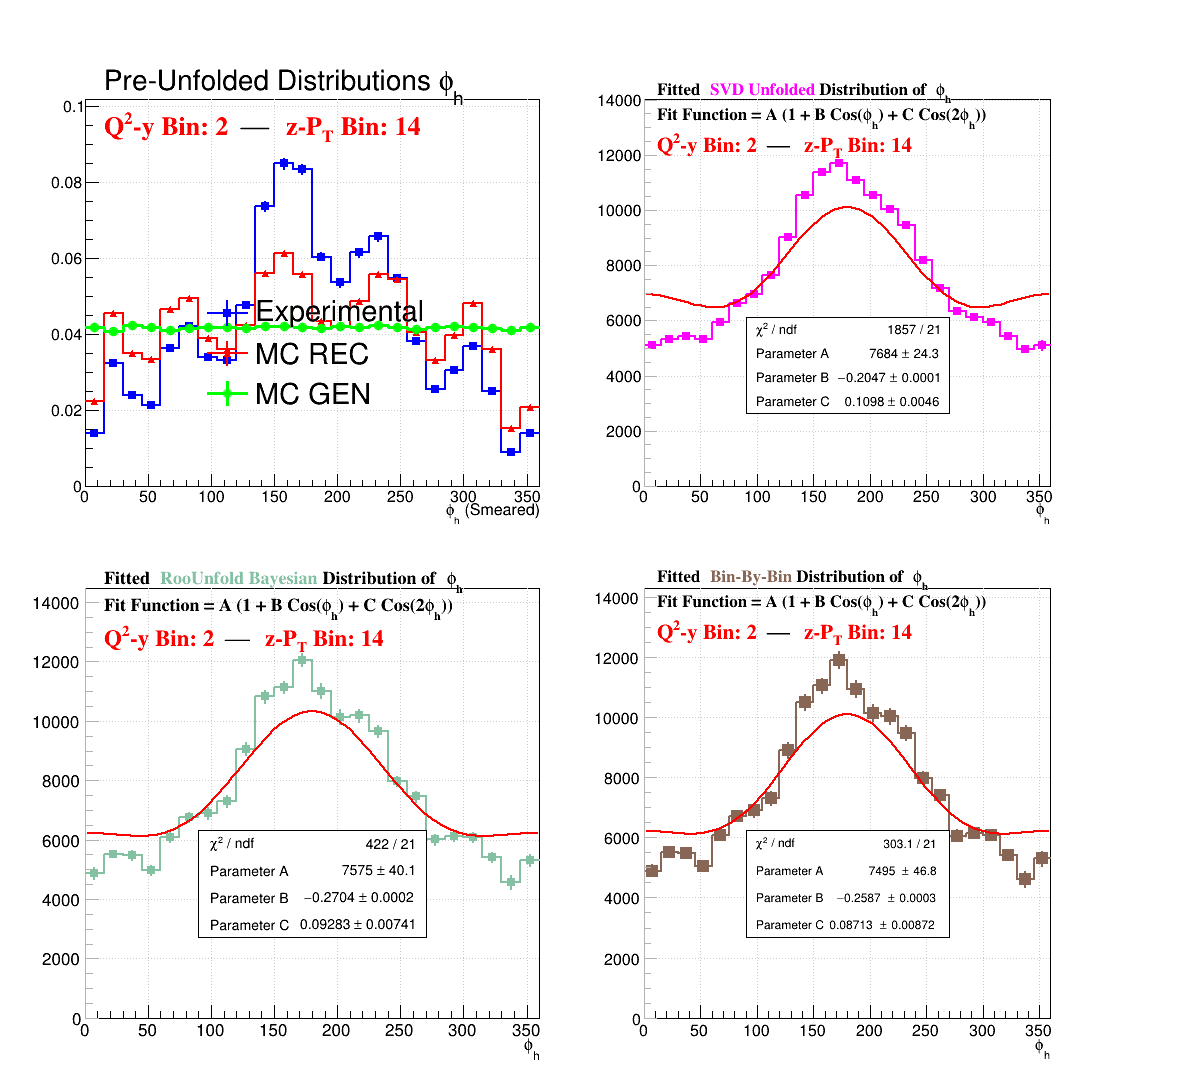 Pre-Unfolded Distributions ϕh
Q2-y Bin: 2 — z-PT Bin: 14
0.1
0.08
0.06
0.04
0.02
0
Experimental
MC REC
MC GEN
0 50 100 150 200 250 300 350
ϕh (Smeared)
Fitted SVD Unfolded Distribution of ϕh
Fit Function = A (1 + B Cos(ϕh) + C Cos(2ϕh))
Q2-y Bin: 2 — z-PT Bin: 14
14000
12000
10000
8000
6000
4000
2000
0
χ2 / ndf 1857 / 21
Parameter A 7684 ± 24.3
Parameter B −0.2047 ± 0.0001
Parameter C 0.1098 ± 0.0046
0 50 100 150 200 250 300 350
ϕh
Fitted RooUnfold Bayesian Distribution of ϕh
Fit Function = A (1 + B Cos(ϕh) + C Cos(2ϕh))
Q2-y Bin: 2 — z-PT Bin: 14
14000
12000
10000
8000
6000
4000
2000
0
χ2 / ndf 422 / 21
Parameter A 7575 ± 40.1
Parameter B −0.2704 ± 0.0002
Parameter C 0.09283 ± 0.00741
0 50 100 150 200 250 300 350
ϕh
Fitted Bin-By-Bin Distribution of ϕh
Fit Function = A (1 + B Cos(ϕh) + C Cos(2ϕh))
Q2-y Bin: 2 — z-PT Bin: 14
14000
12000
10000
8000
6000
4000
2000
0
χ2 / ndf 303.1 / 21
Parameter A 7495 ± 46.8
Parameter B −0.2587 ± 0.0003
Parameter C 0.08713 ± 0.00872
0 50 100 150 200 250 300 350
ϕh